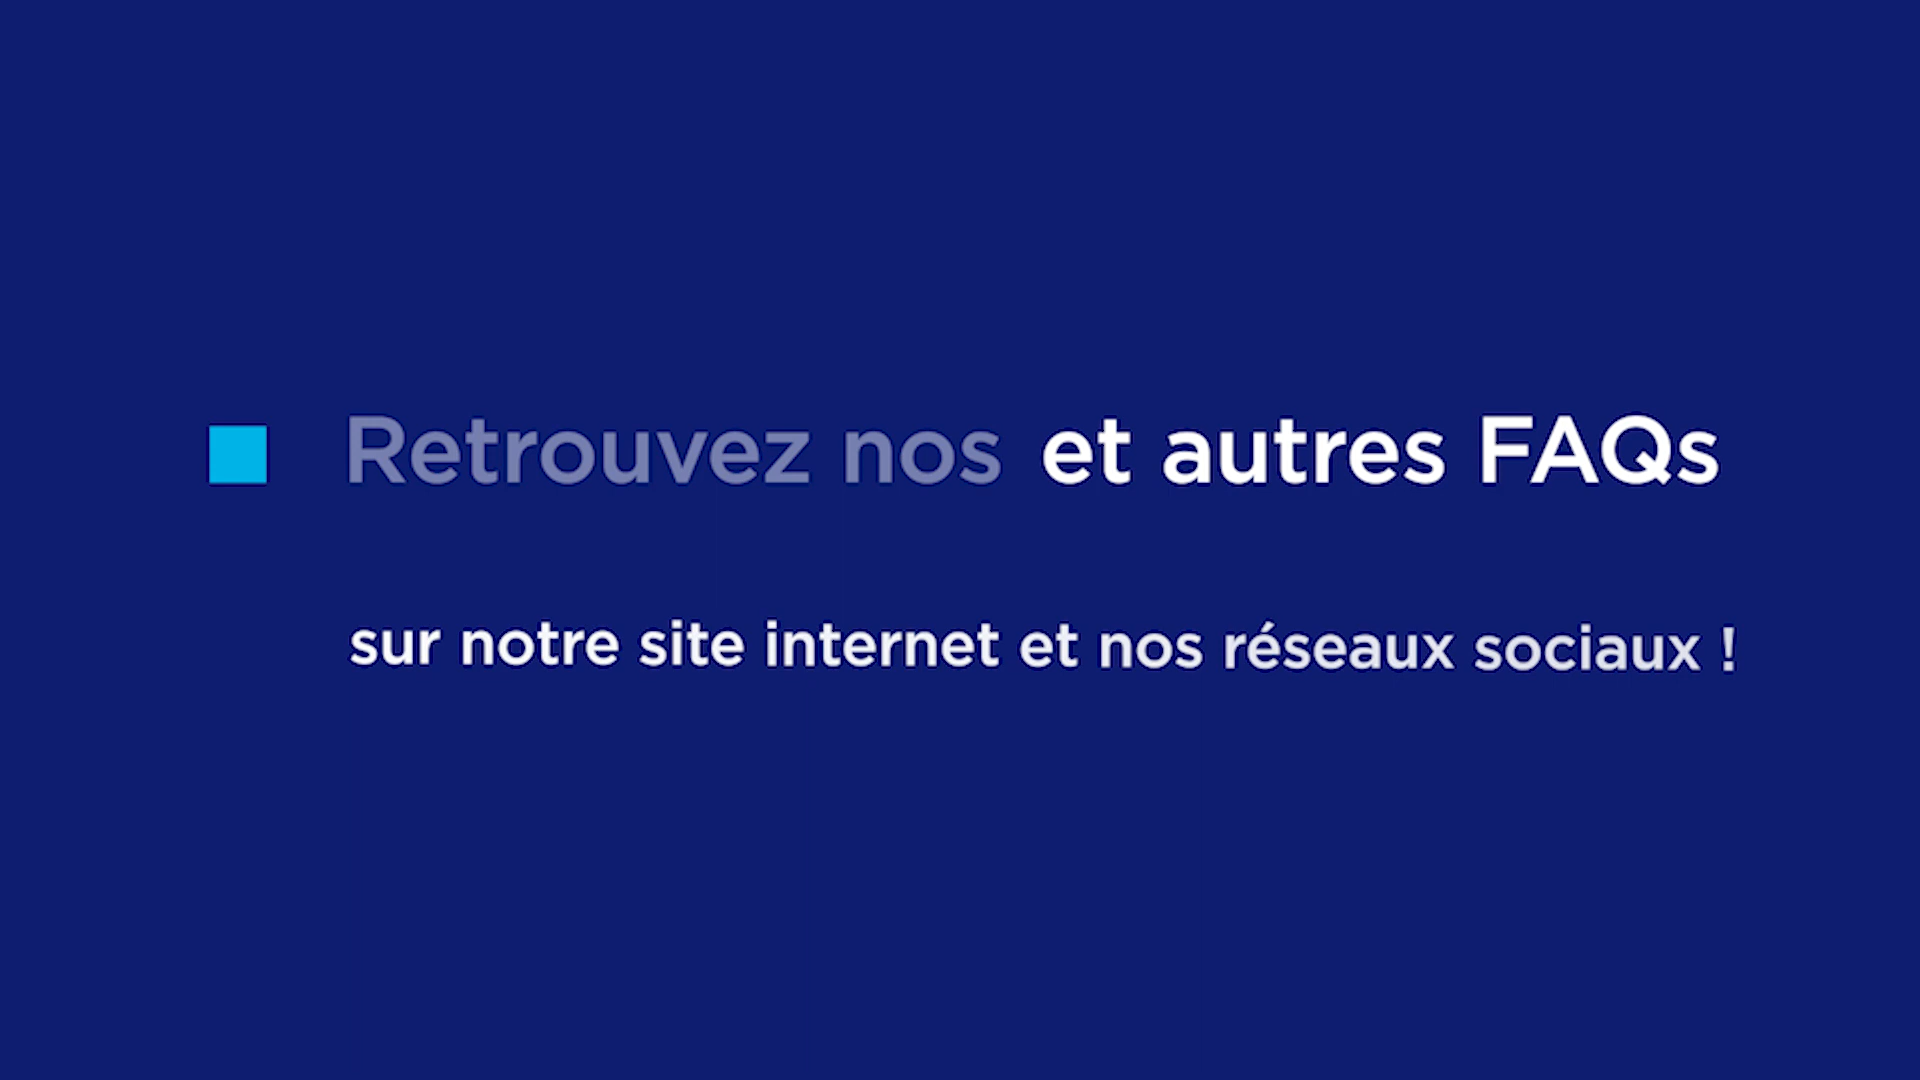 Retrouvez nos et autres FAQs
sur notre site internet et nos réseaux sociaux !